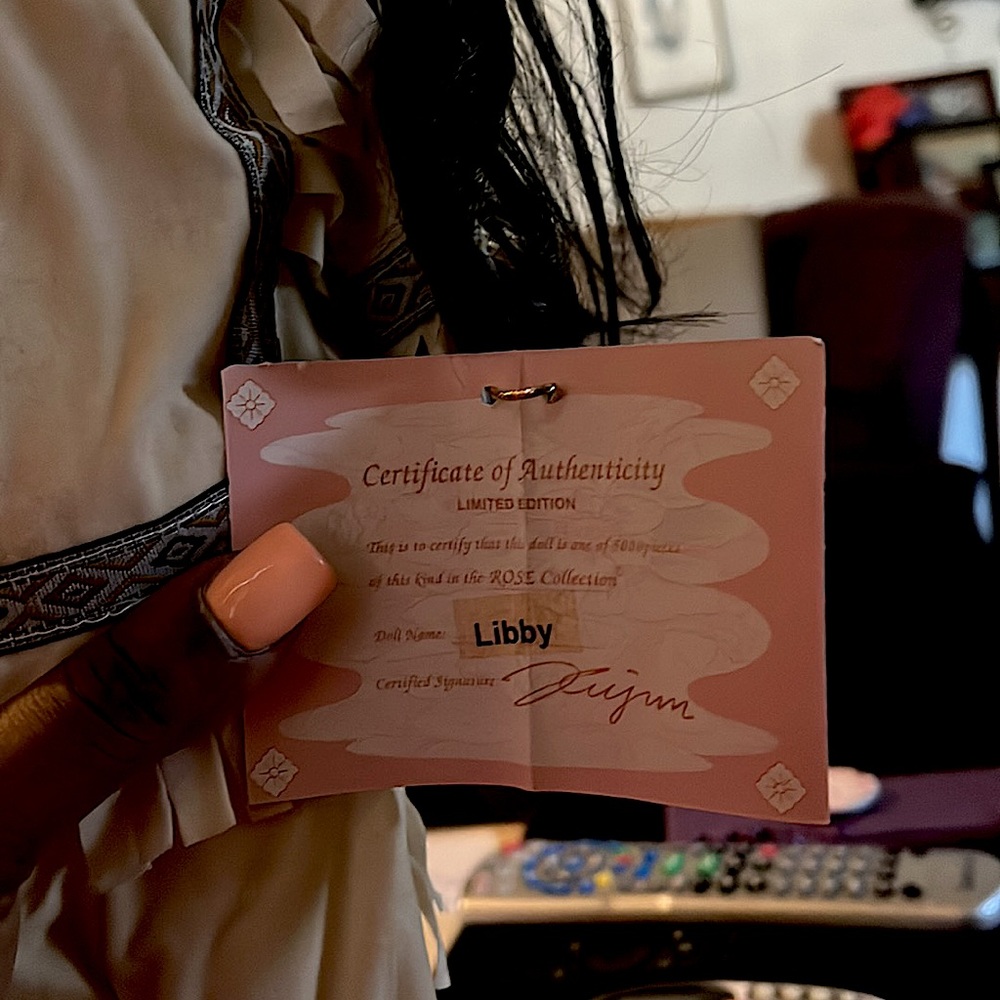 Certificate of Authenticity
LIMITED EDITION
This is to certify that this doll is one of 5000 pieces
of this kind in the ROSE Collection
Doll Name: Libby
Certified Signature